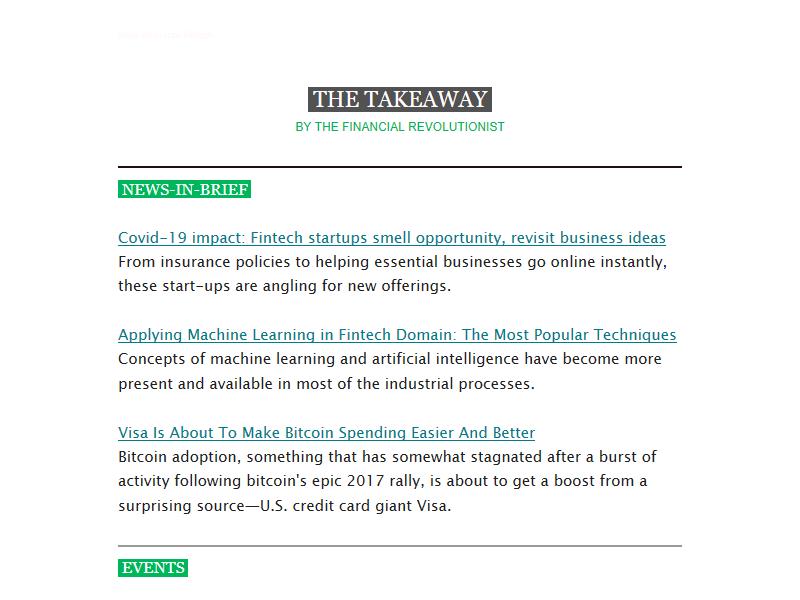 THE TAKEAWAY
BY THE FINANCIAL REVOLUTIONIST
NEWS-IN-BRIEF
Covid-19 impact: Fintech startups smell opportunity, revisit business ideas
From insurance policies to helping essential businesses go online instantly,
these start-ups are angling for new offerings.
Applying Machine Learning in Fintech Domain: The Most Popular Techniques
Concepts of machine learning and artificial intelligence have become more
present and available in most of the industrial processes.
Visa Is About To Make Bitcoin Spending Easier And Better
Bitcoin adoption, something that has somewhat stagnated after a burst of
activity following bitcoin's epic 2017 rally, is about to get a boost from a
surprising source—U.S. credit card giant Visa.
EVENTS